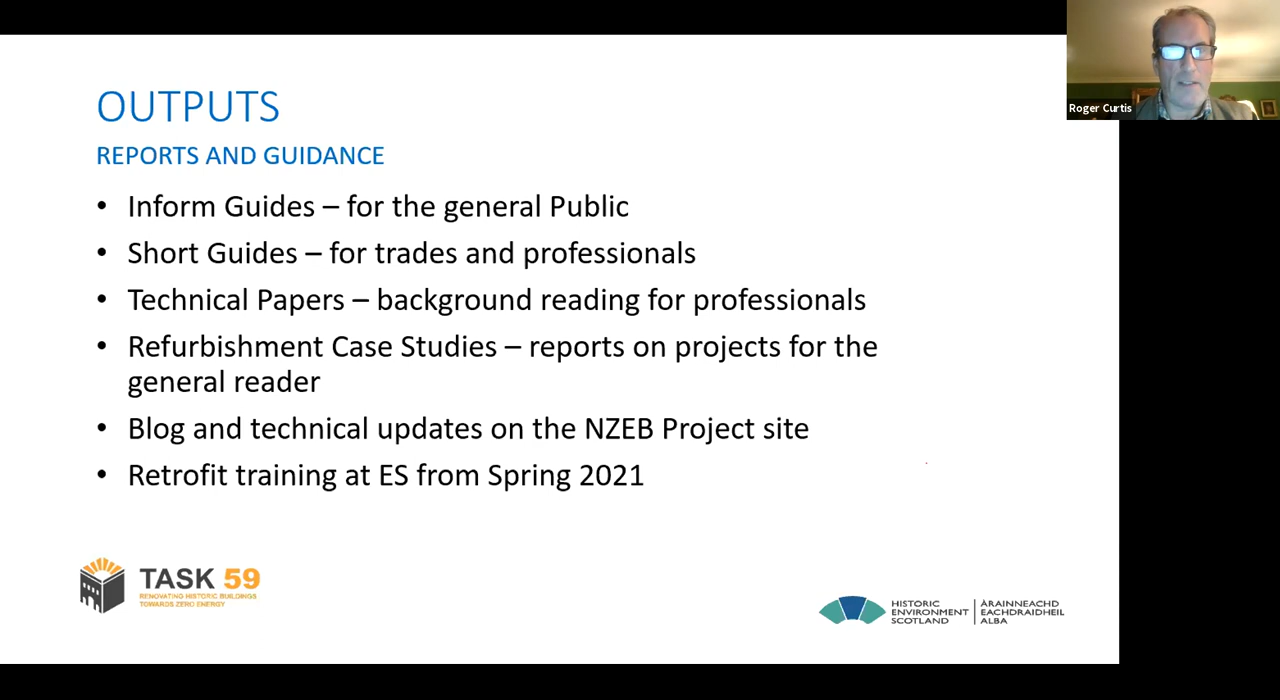 OUTPUTS
REPORTS AND GUIDANCE
• Inform Guides – for the general Public
• Short Guides – for trades and professionals
• Technical Papers – background reading for professionals
• Refurbishment Case Studies – reports on projects for the
general reader
• Blog and technical updates on the NZEB Project site
• Retrofit training at ES from Spring 2021
TASK 59
RENOVATING HISTORIC BUILDINGS
TOWARDS ZERO ENERGY
HISTORIC
ENVIRONMENT
SCOTLAND
ÀRAINNEACHD
EACHDRAIDHEIL
ALBA
Roger Curtis